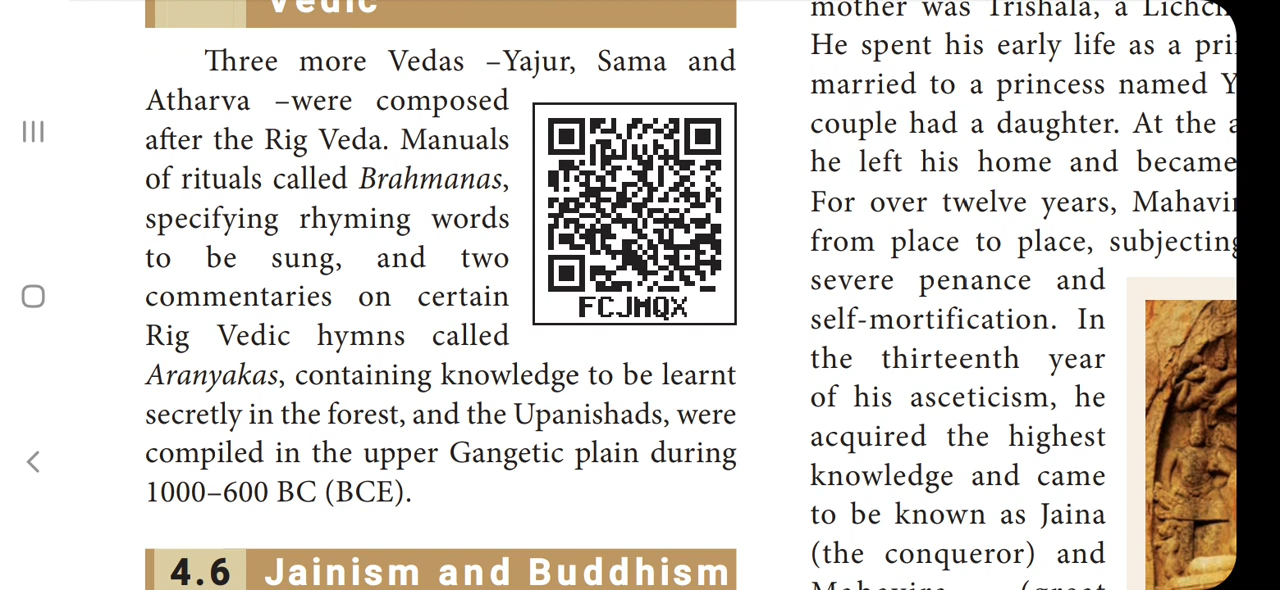 Vedic
Three more Vedas –Yajur, Sama and
Atharva –were composed
after the Rig Veda. Manuals
of rituals called Brahmanas,
specifying rhyming words
to be sung, and two
commentaries on certain
Rig Vedic hymns called
Aranyakas, containing knowledge to be learnt
secretly in the forest, and the Upanishads, were
compiled in the upper Gangetic plain during
1000–600 BC (BCE).
FCJMQX
4.6 Jainism and Buddhism
mother was Trishala, a
He spent his early life as a
married to a princess named
couple had a daughter. At the
he left his home and became
For over twelve years,
from place to place, subjecting
severe penance and
self-mortification. In
the thirteenth year
of his asceticism, he
acquired the highest
knowledge and came
to be known as Jaina
(the conqueror) and
Mahavira (great